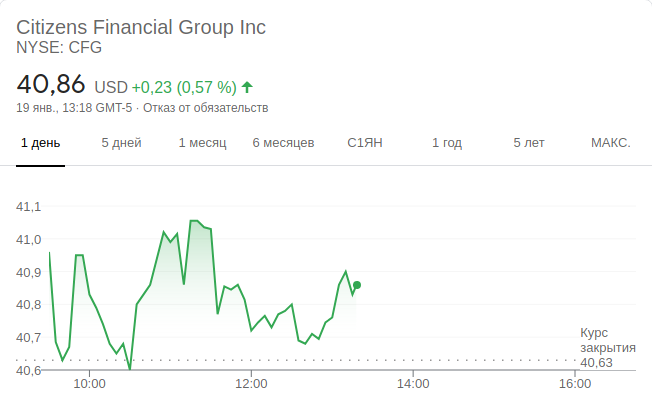 Citizens Financial Group Inc
NYSE: CFG
40,86 USD +0,23 (0,57 %)
19 янв., 13:18 GMT-5 · Отказ от обязательств
1 день 5 дней 1 месяц 6 месяцев С1ЯН 1 год 5 лет МАКС.
41,1
41,0
40,9
40,8
40,7
40,6
Курс
закрытия
40,63
10:00 12:00 14:00 16:00